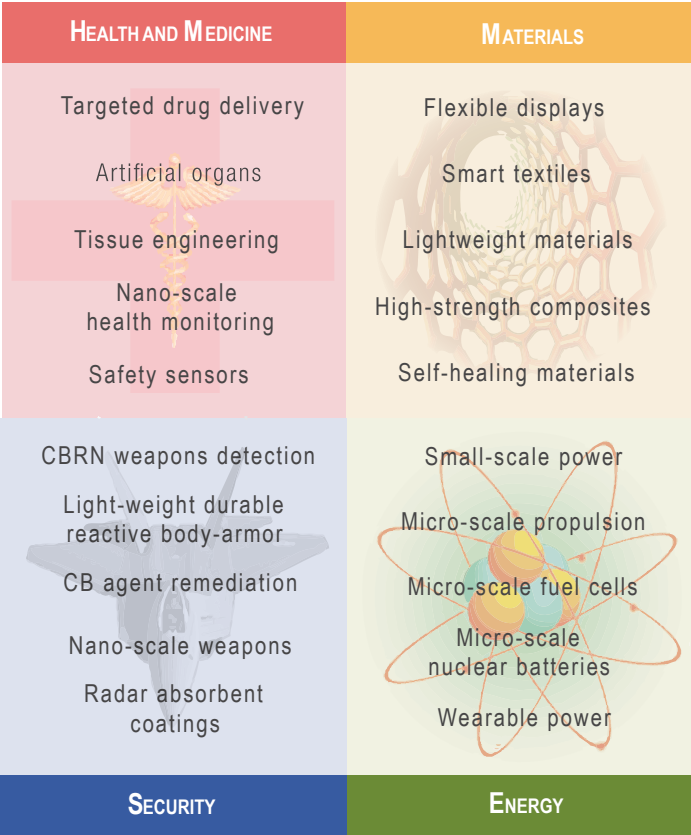 HEALTH AND MEDICINE
Targeted drug delivery
Artificial organs
Tissue engineering
Nano-scale
health monitoring
Safety sensors
MATERIALS
Flexible displays
Smart textiles
Lightweight materials
High-strength composites
Self-healing materials
CBRN weapons detection
Light-weight durable
reactive body-armor
CB agent remediation
Nano-scale weapons
Radar absorbent
coatings
SECURITY
Small-scale power
Micro-scale propulsion
Micro-scale fuel cells
Micro-scale
nuclear batteries
Wearable power
ENERGY